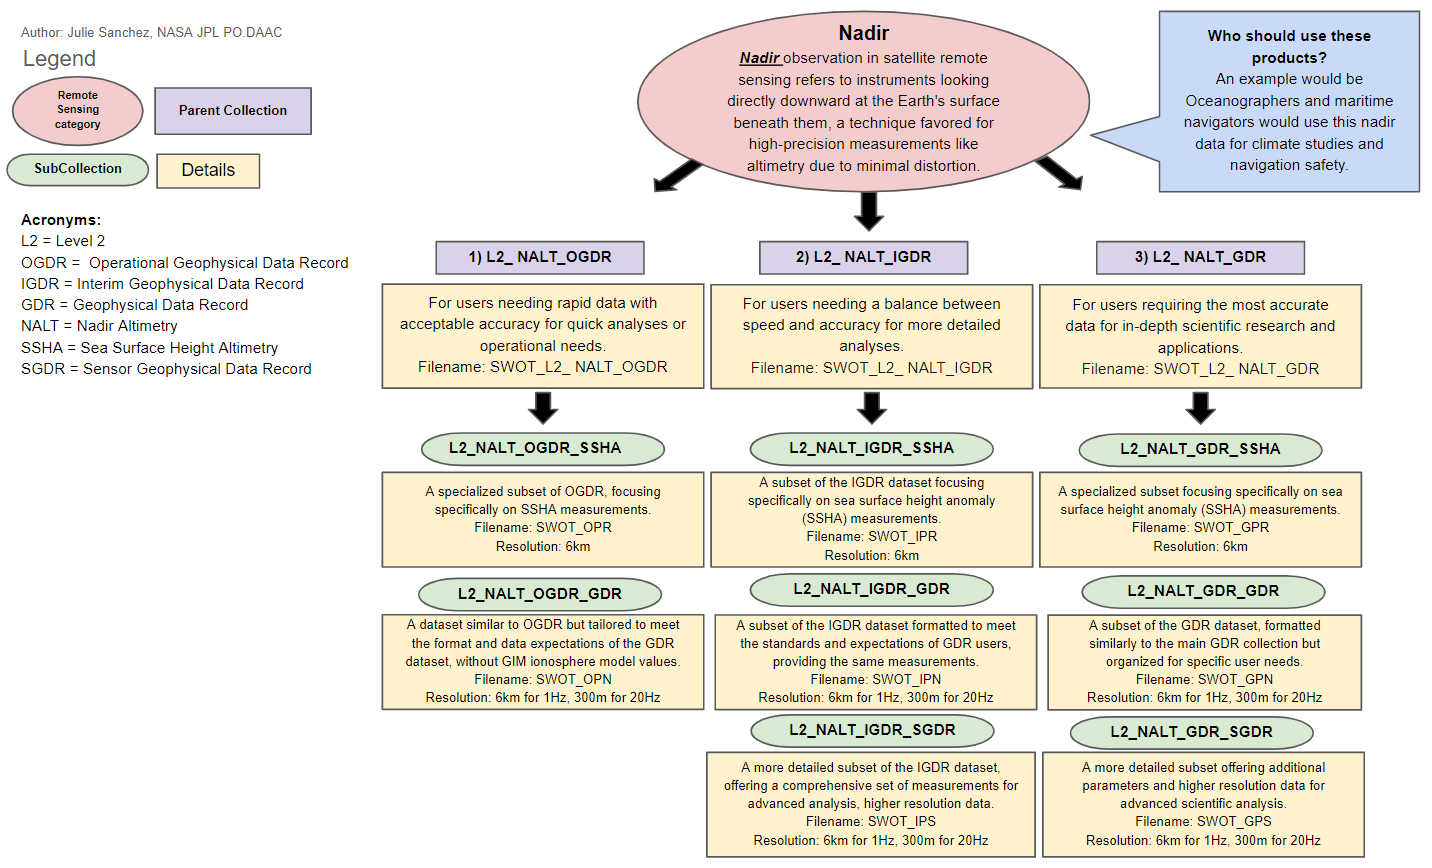 Author: Julie Sanchez, NASA JPL PO.DAAC
Legend
Remote
Sensing
category
Parent Collection
SubCollection
Details
Acronyms:
L2 = Level 2
OGDR =  Operational Geophysical Data Record
IGDR = Interim Geophysical Data Record
GDR = Geophysical Data Record
NALT = Nadir Altimetry
SSHA = Sea Surface Height Altimetry
SGDR = Sensor Geophysical Data Record
Nadir
Nadir observation in satellite remote
sensing refers to instruments looking
directly downward at the Earth's surface
beneath them, a technique favored for
high-precision measurements like
altimetry due to minimal distortion.
Who should use these
products?
An example would be
Oceanographers and maritime
navigators would use this nadir
data for climate studies and
navigation safety.
1) L2_ NALT_OGDR
For users needing rapid data with
acceptable accuracy for quick analyses or
operational needs.
Filename: SWOT_L2_ NALT_OGDR
L2_NALT_OGDR_SSHA
A specialized subset of OGDR, focusing
specifically on SSHA measurements.
Filename: SWOT_OPR
Resolution: 6km
L2_NALT_OGDR_GDR
A dataset similar to OGDR but tailored to meet
the format and data expectations of the GDR
dataset, without GIM ionosphere model values.
Filename: SWOT_OPN
Resolution: 6km for 1Hz, 300m for 20Hz
2) L2_ NALT_IGDR
For users needing a balance between
speed and accuracy for more detailed
analyses.
Filename: SWOT_L2_ NALT_IGDR
L2_NALT_IGDR_SSHA
A subset of the IGDR dataset focusing
specifically on sea surface height anomaly
(SSHA) measurements.
Filename: SWOT_IPR
Resolution: 6km
L2_NALT_IGDR_GDR
A subset of the IGDR dataset formatted to meet
the standards and expectations of GDR users,
providing the same measurements.
Filename: SWOT_IPN
Resolution: 6km for 1Hz, 300m for 20Hz
L2_NALT_IGDR_SGDR
A more detailed subset of the IGDR dataset,
offering a comprehensive set of measurements for
advanced analysis, higher resolution data.
Filename: SWOT_IPS
Resolution: 6km for 1Hz, 300m for 20Hz
3) L2_ NALT_GDR
For users requiring the most accurate
data for in-depth scientific research and
applications.
Filename: SWOT_L2_ NALT_GDR
L2_NALT_GDR_SSHA
A specialized subset focusing specifically on sea
surface height anomaly (SSHA) measurements.
Filename: SWOT_GPR
Resolution: 6km
L2_NALT_GDR_GDR
A subset of the GDR dataset, formatted
similarly to the main GDR collection but
organized for specific user needs.
Filename: SWOT_GPN
Resolution: 6km for 1Hz, 300m for 20Hz
L2_NALT_GDR_SGDR
A more detailed subset offering additional
parameters and higher resolution data for
advanced scientific analysis.
Filename: SWOT_GPS
Resolution: 6km for 1Hz, 300m for 20Hz